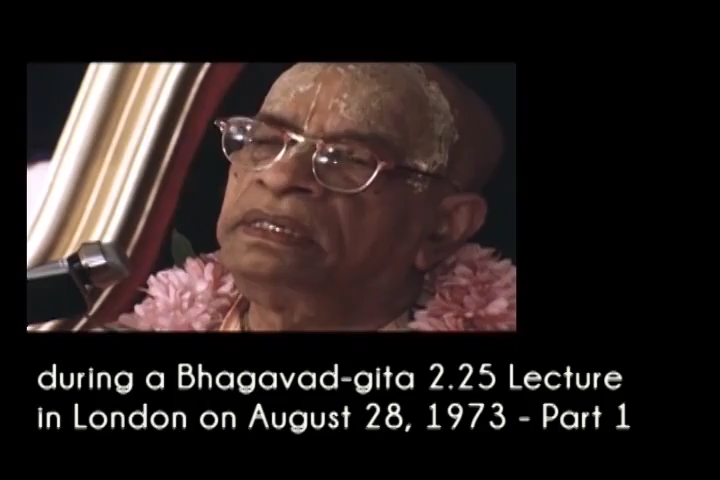 during a Bhagavad-gita 2.25 Lecture
in London on August 28, 1973 - Part 1